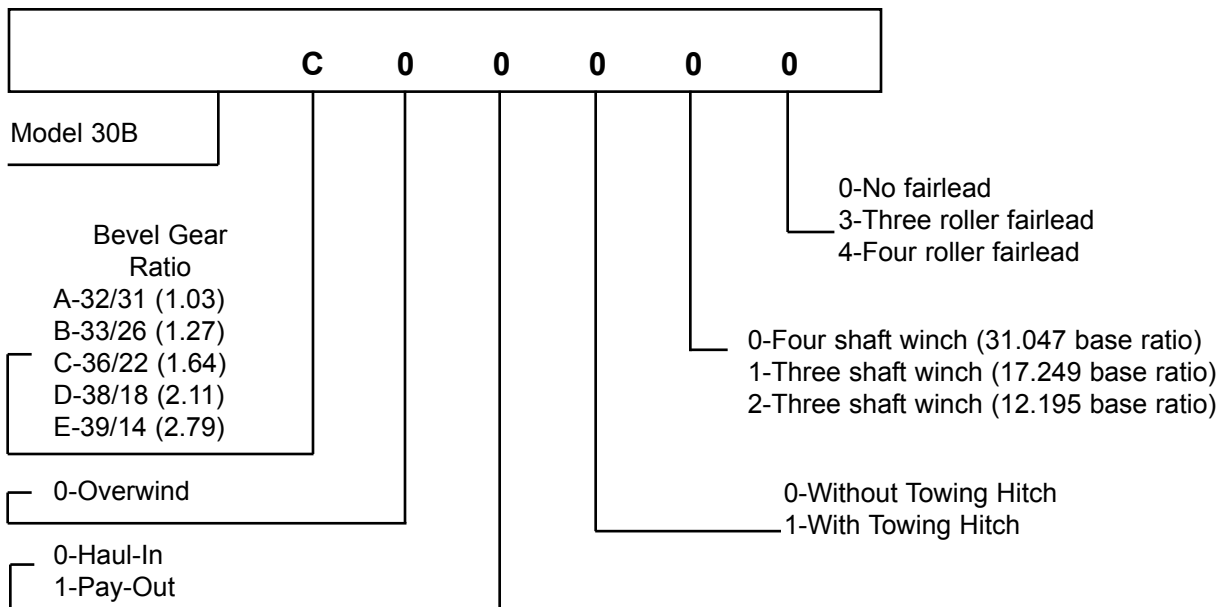 C 0 0 0 0 0
Model 30B
0-No fairlead
3-Three roller fairlead
4-Four roller fairlead
Bevel Gear
Ratio
A-32/31 (1.03)
B-33/26 (1.27)
C-36/22 (1.64)
D-38/18 (2.11)
E-39/14 (2.79)
0-Four shaft winch (31.047 base ratio)
1-Three shaft winch (17.249 base ratio)
2-Three shaft winch (12.195 base ratio)
0-Overwind
0-Without Towing Hitch
1-With Towing Hitch
0-Haul-In
1-Pay-Out